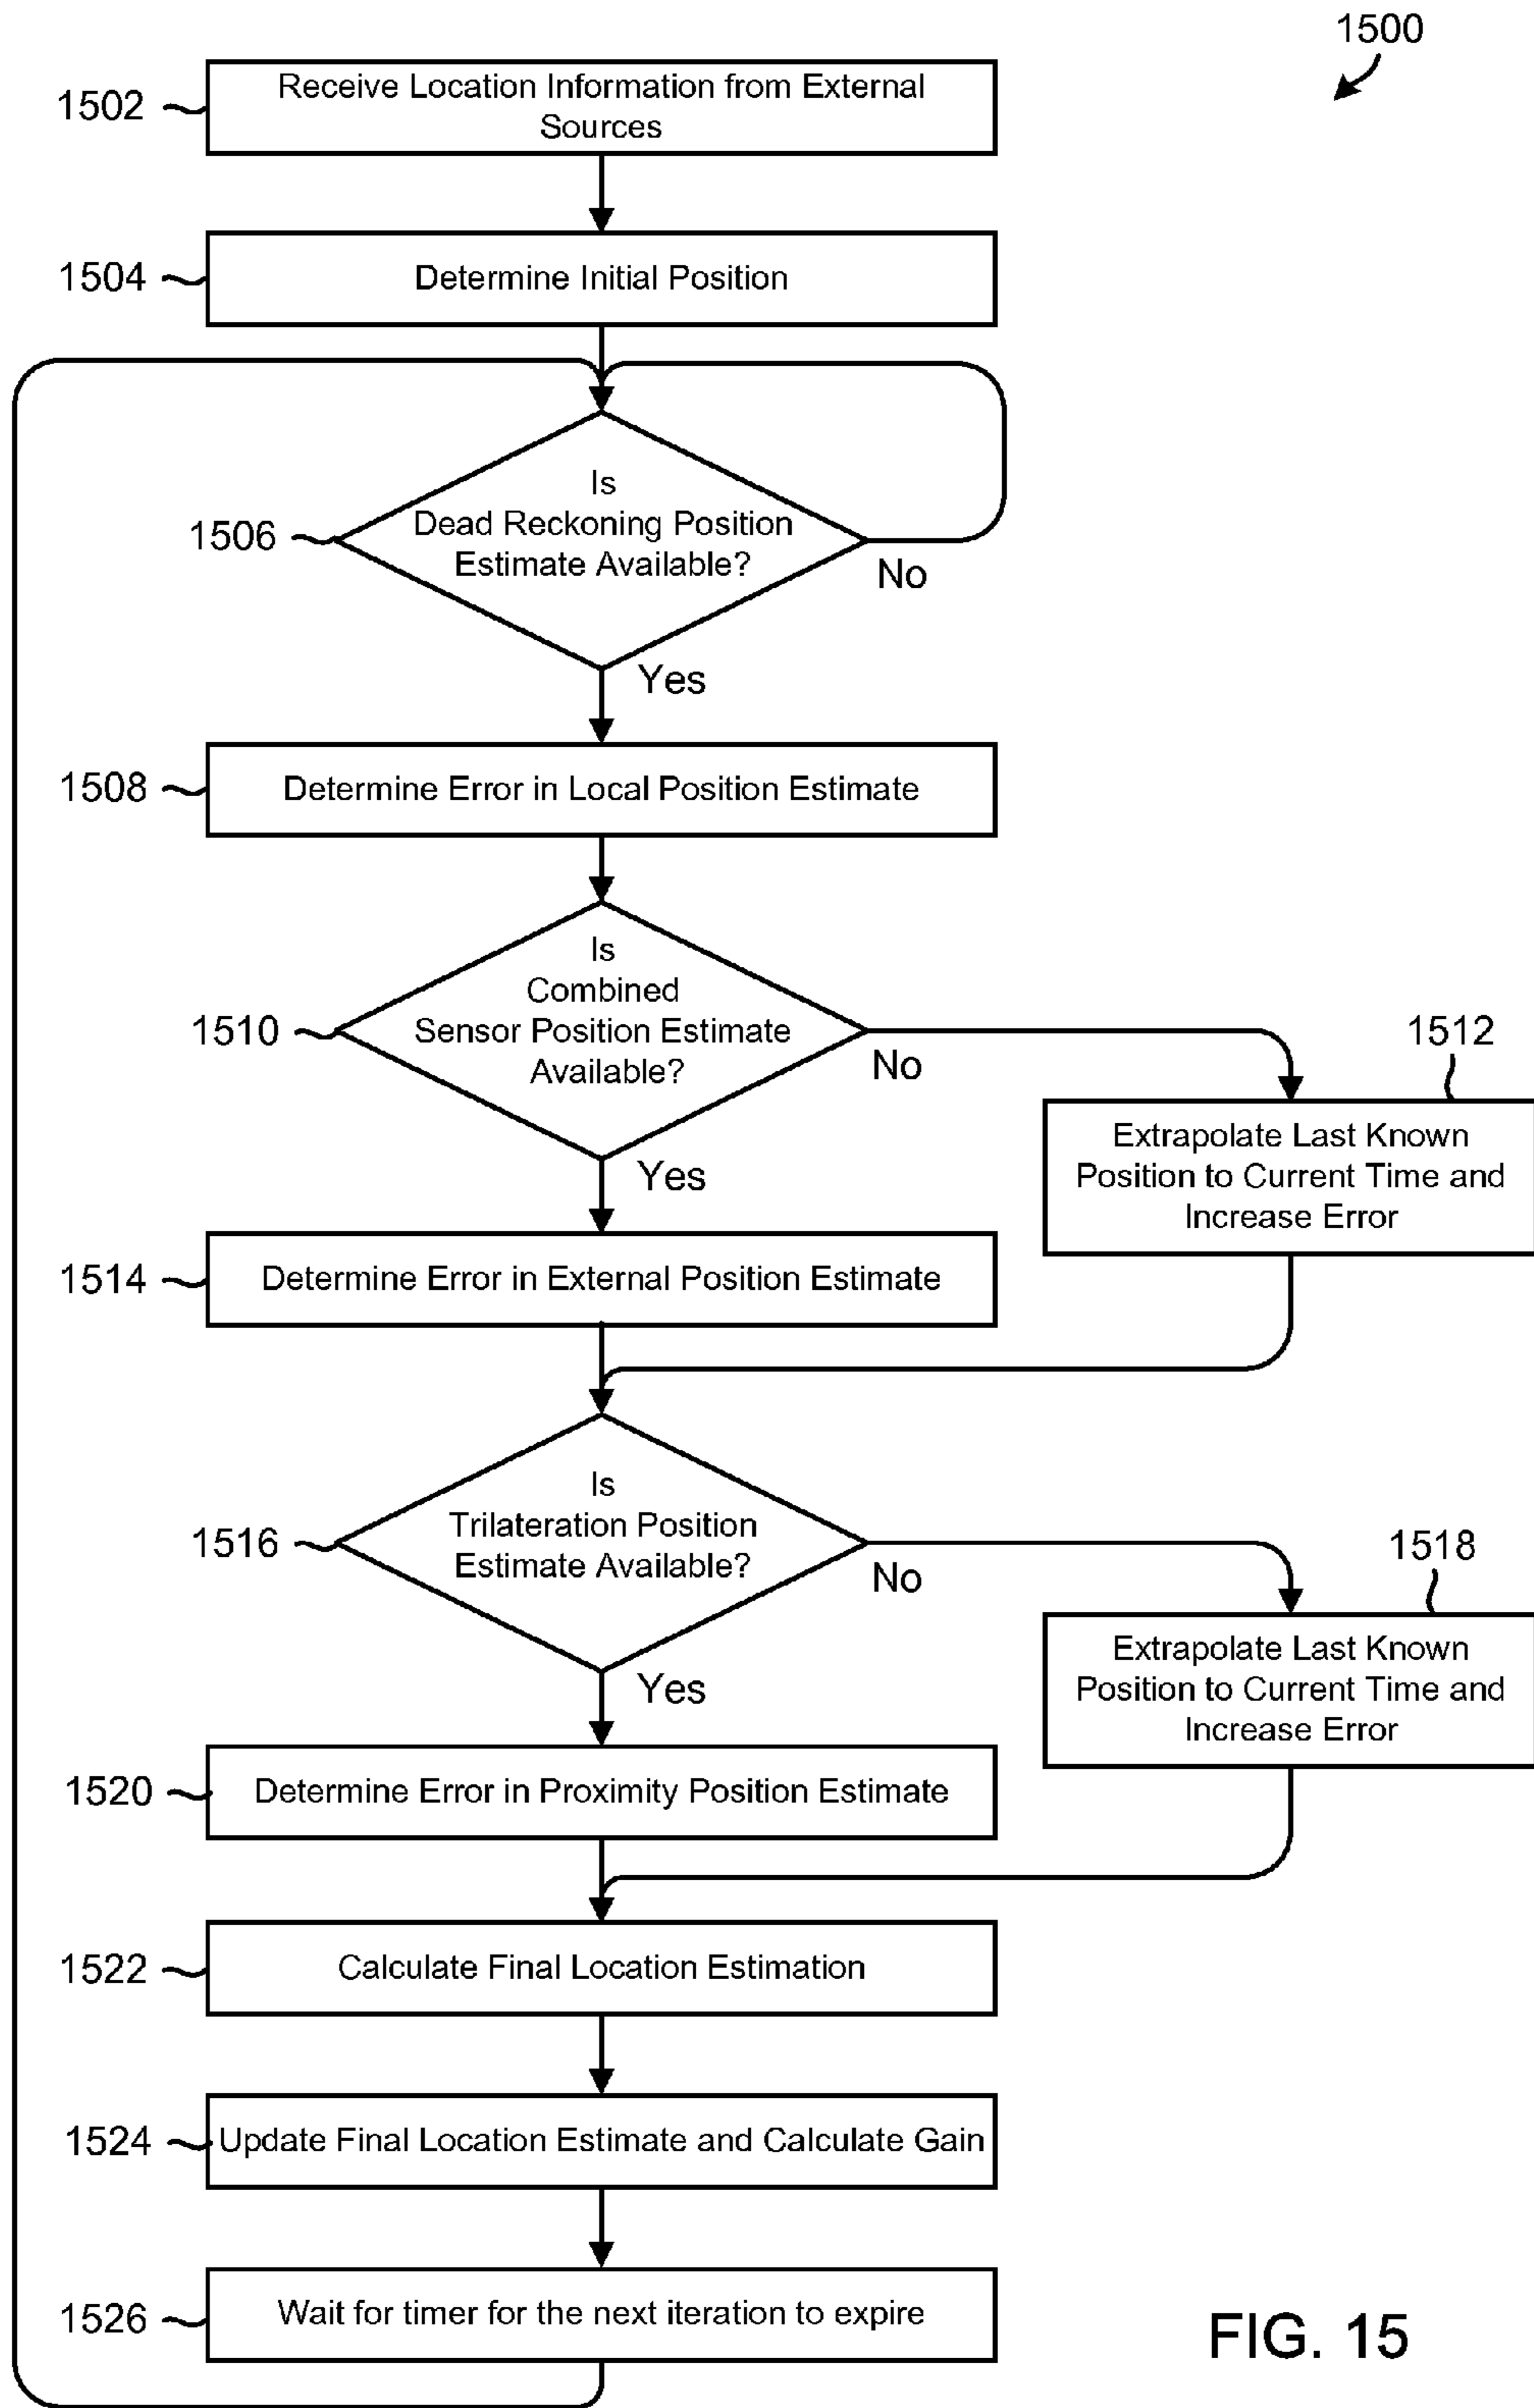 1500
1502
Receive Location Information from External
Sources
1504
Determine Initial Position
1506
Is
Dead Reckoning Position
Estimate Available?
No
Yes
1508
Determine Error in Local Position Estimate
1510
Is
Combined
Sensor Position Estimate
Available?
No
Yes
1512
Extrapolate Last Known
Position to Current Time and
Increase Error
1514
Determine Error in External Position Estimate
1516
Is
Trilateration Position
Estimate Available?
No
Yes
1518
Extrapolate Last Known
Position to Current Time and
Increase Error
1520
Determine Error in Proximity Position Estimate
1522
Calculate Final Location Estimation
1524
Update Final Location Estimate and Calculate Gain
1526
Wait for timer for the next iteration to expire
FIG. 15